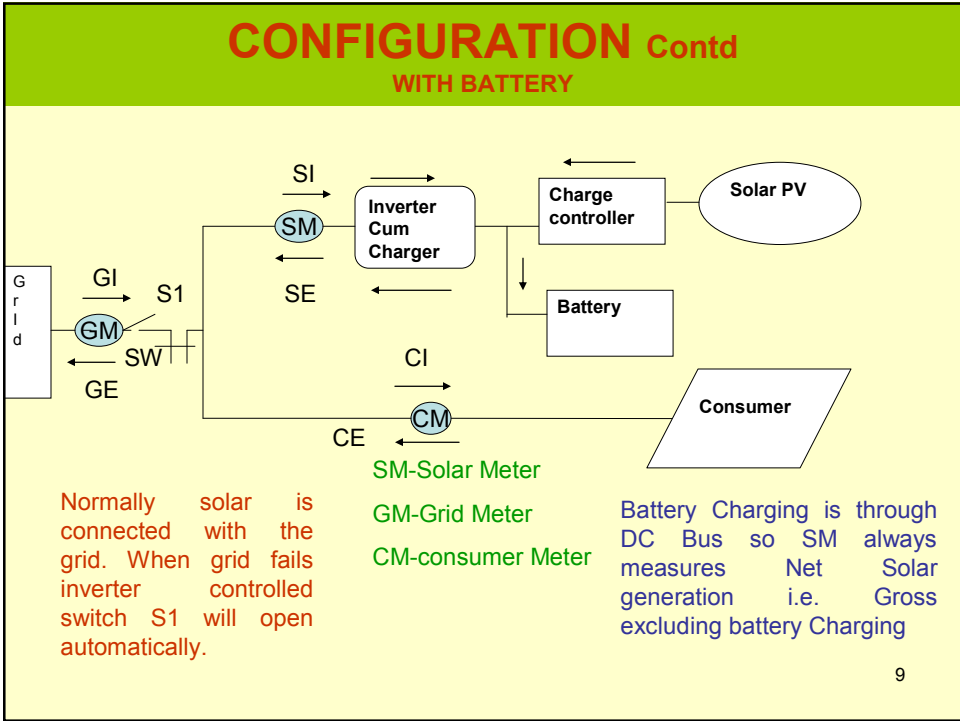 CONFIGURATION Contd
WITH BATTERY
SI
SM
SE
Inverter
Cum
Charger
Charge
controller
Solar PV
Battery
G
r
I
d
GI
GM
GE
S1
SW
CI
CM
CE
Consumer
SM-Solar Meter
GM-Grid Meter
CM-consumer Meter
Normally solar is
connected with the
grid. When grid fails
inverter controlled
switch S1 will open
automatically.
Battery Charging is through
DC Bus so SM always
measures Net Solar
generation i.e. Gross
excluding battery Charging
9